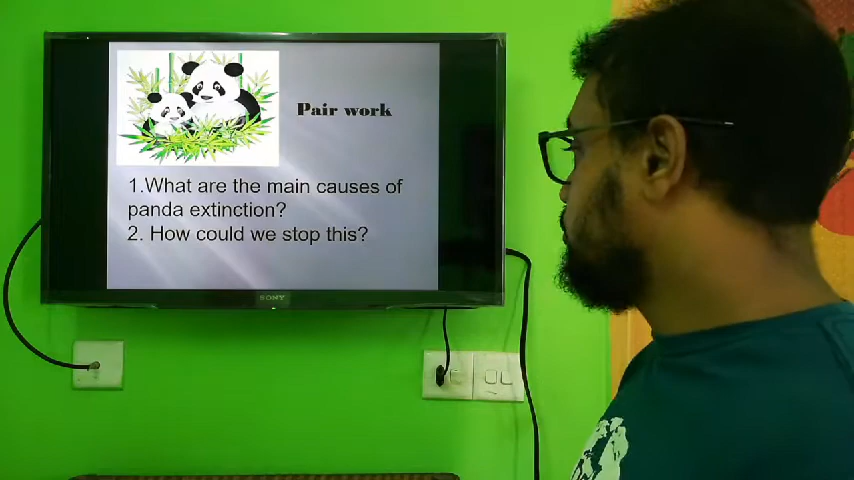 Pair work
1.What are the main causes of
panda extinction?
2. How could we stop this?
SONY